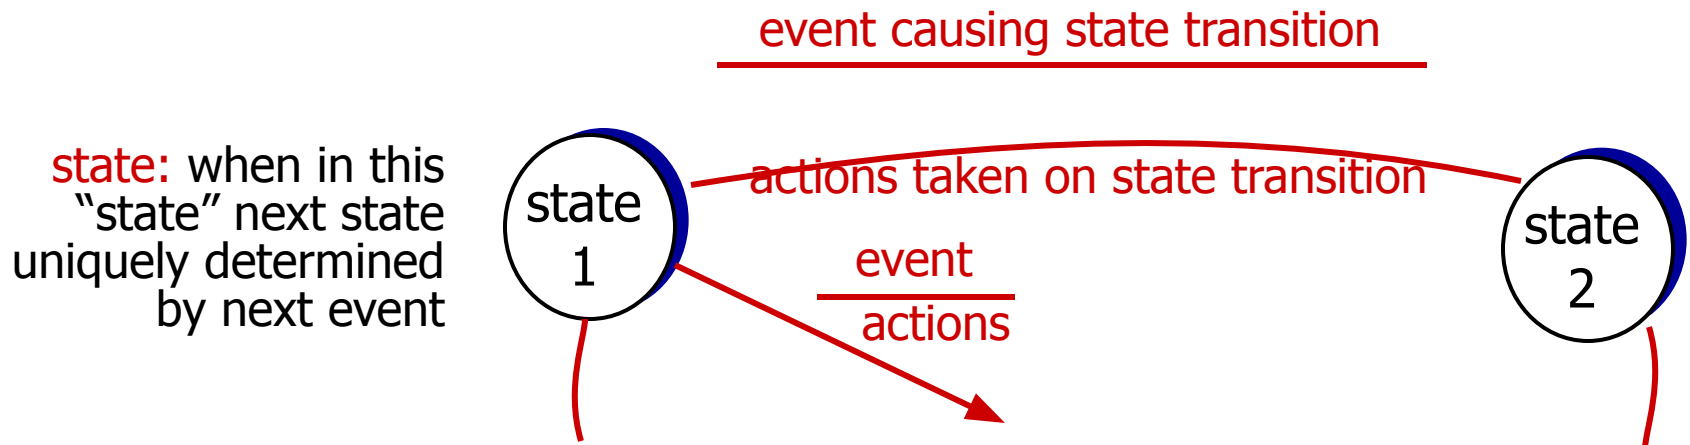 event causing state transition
actions taken on state transition
state: when in this
“state” next state
uniquely determined
by next event
state
1
event
actions
state
2